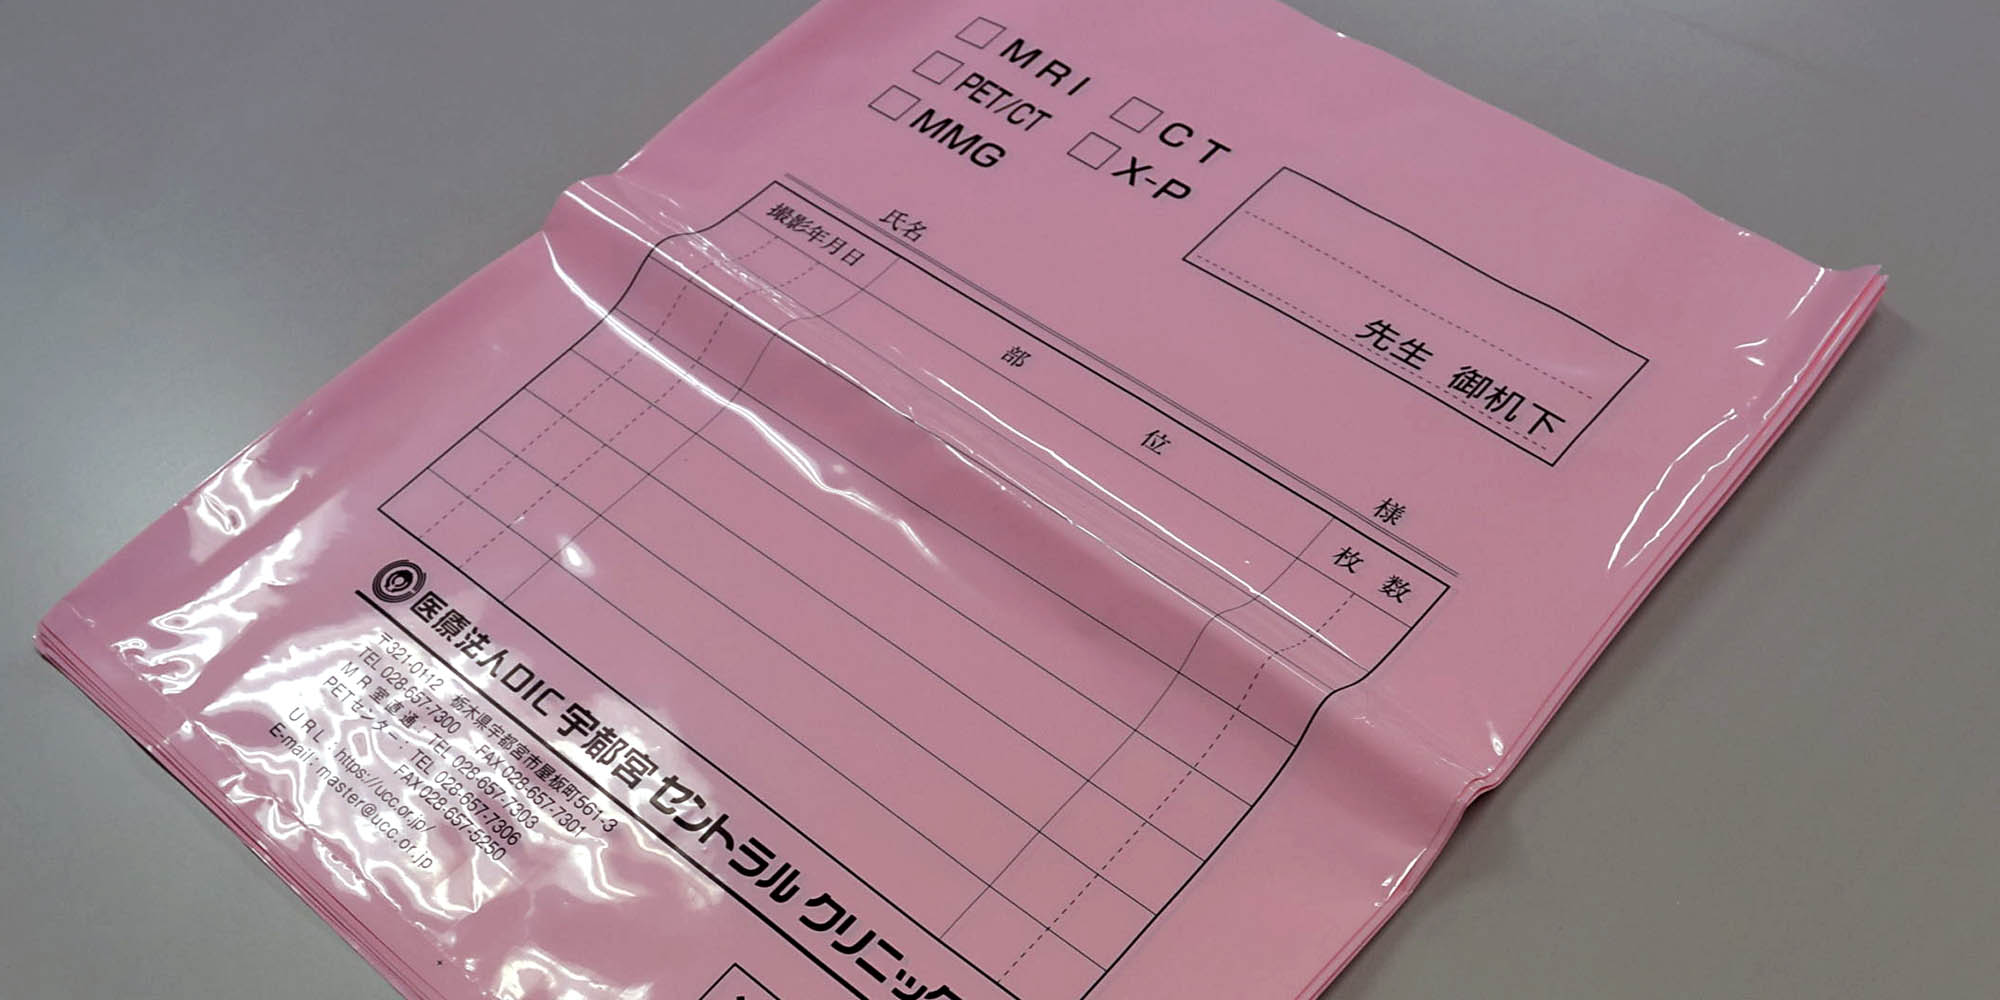 MRI
PET/CT
MMG
CT
X-P
先生 御机下
氏名
様
撮影年月日
部位
枚数
医療法人DIC 宇都宮セントラルクリニック
〒321-0112 栃木県宇都宮市屋板町561-3
TEL 028-657-7300 FAX 028-657-7301
MR室直通: TEL 028-657-7303
PETセンター: TEL 028-657-7306
FAX 028-657-5250
URL: https://ucc.or.jp/
E-mail: master@ucc.or.jp